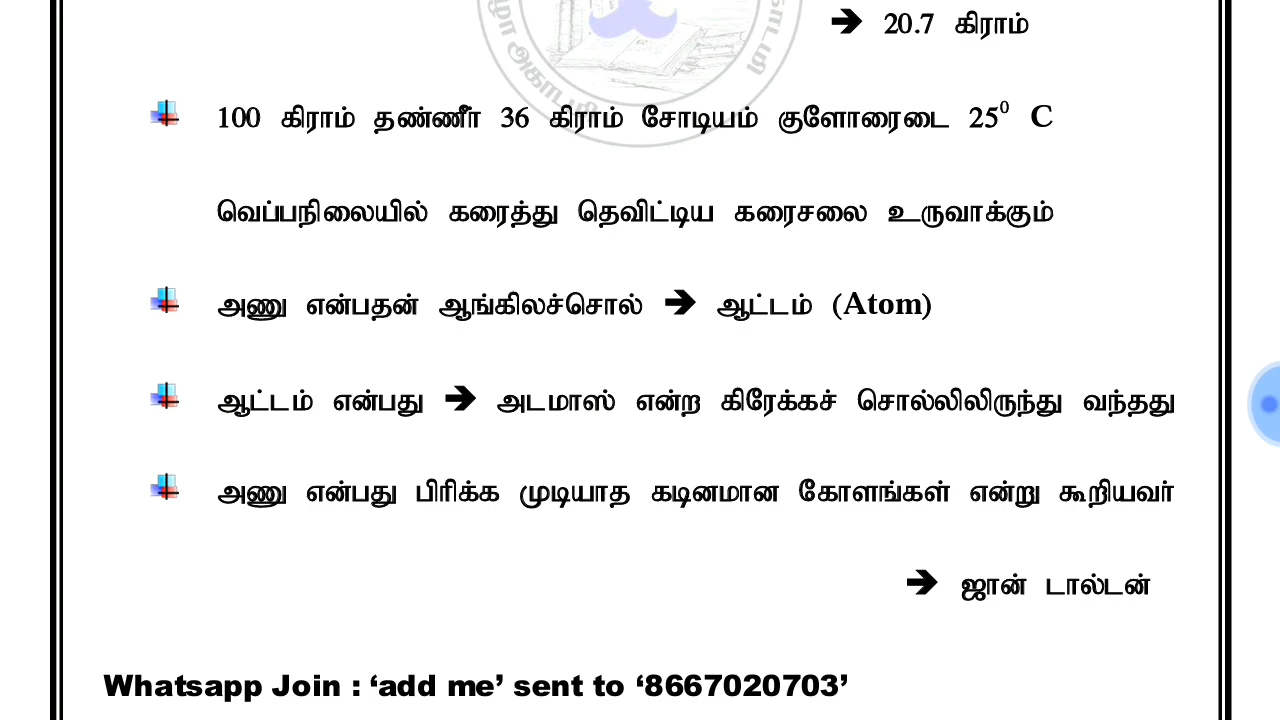 ➔ 20.7 கிராம்
100 கிராம் தண்ணீர் 36 கிராம் சோடியம் குளோரைடை 25⁰ C
வெப்பநிலையில் கரைத்து தெவிட்டிய கரைசலை உருவாக்கும்
அணு என்பதன் ஆங்கிலச்சொல் ➔ ஆட்டம் (Atom)
ஆட்டம் என்பது ➔ அடமாஸ் என்ற கிரேக்கச் சொல்லிலிருந்து வந்தது
அணு என்பது பிரிக்க முடியாத கடினமான கோளங்கள் என்று கூறியவர்
➔ ஜான் டால்டன்
Whatsapp Join : ‘add me’ sent to ‘8667020703’